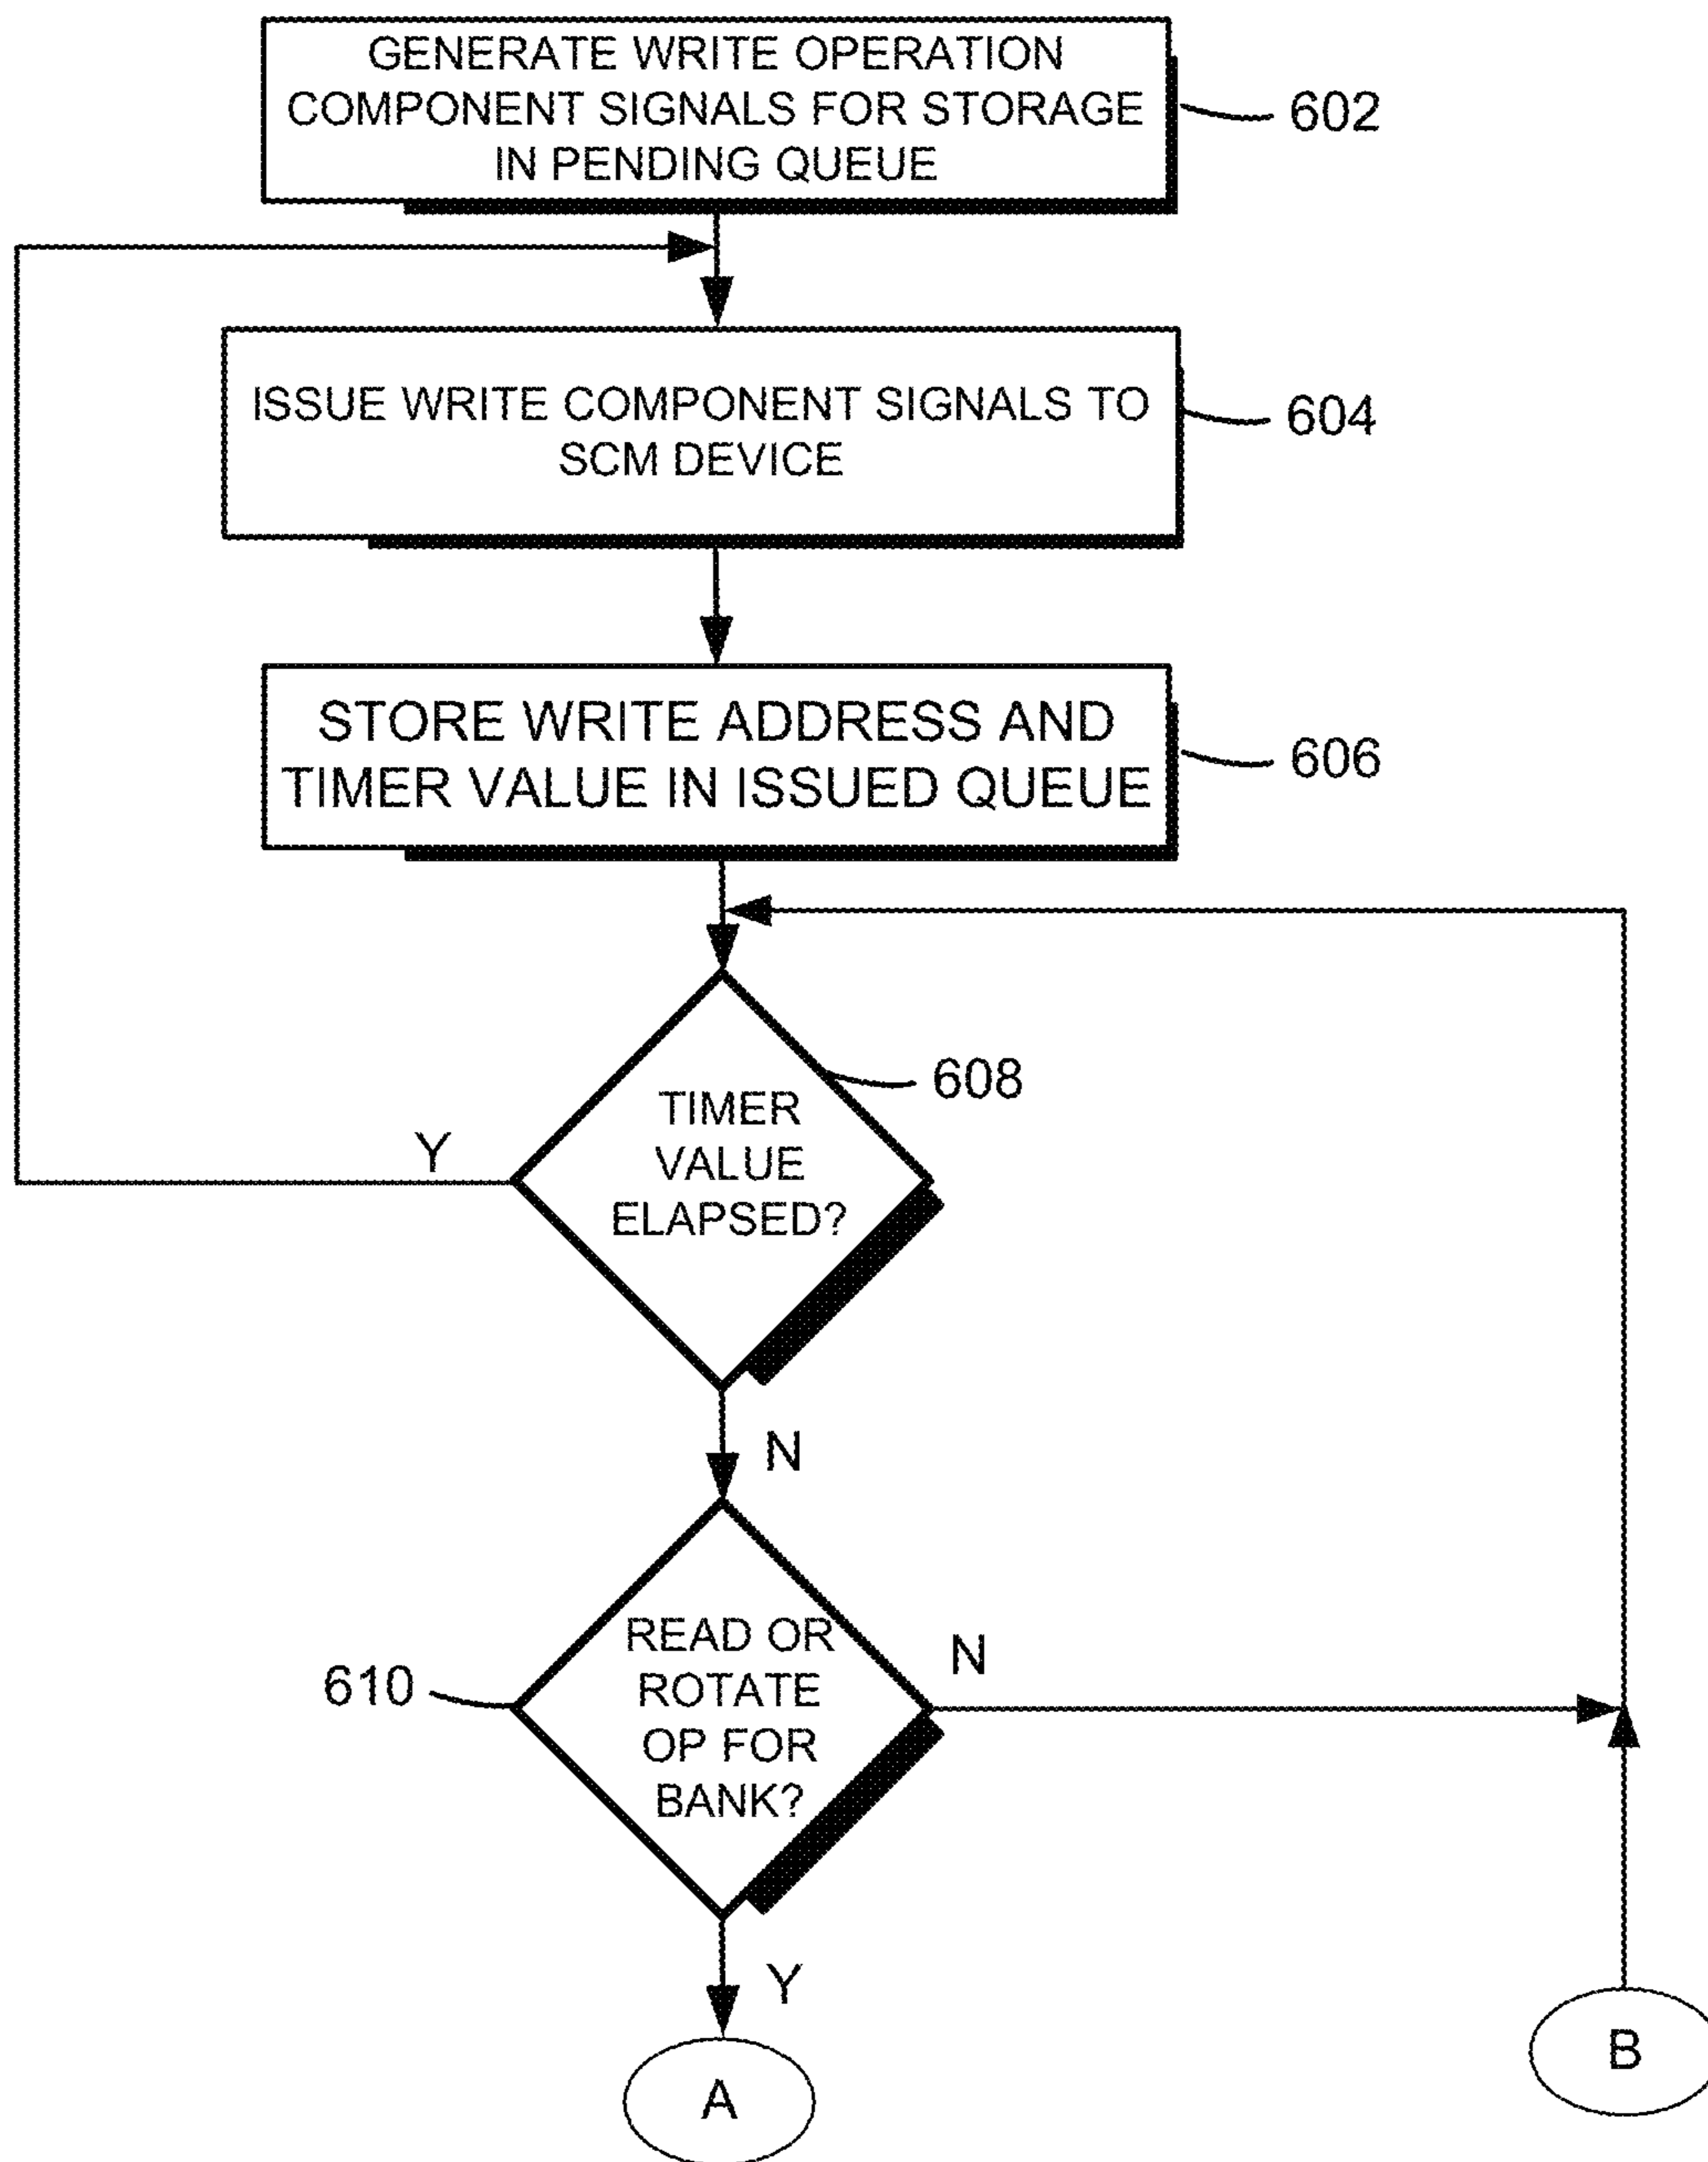 GENERATE WRITE OPERATION
COMPONENT SIGNALS FOR STORAGE
IN PENDING QUEUE
602
ISSUE WRITE COMPONENT SIGNALS TO
SCM DEVICE
604
STORE WRITE ADDRESS AND
TIMER VALUE IN ISSUED QUEUE
606
608
TIMER
VALUE
ELAPSED?
Y
N
610
READ OR
ROTATE
OP FOR
BANK?
N
Y
A
B